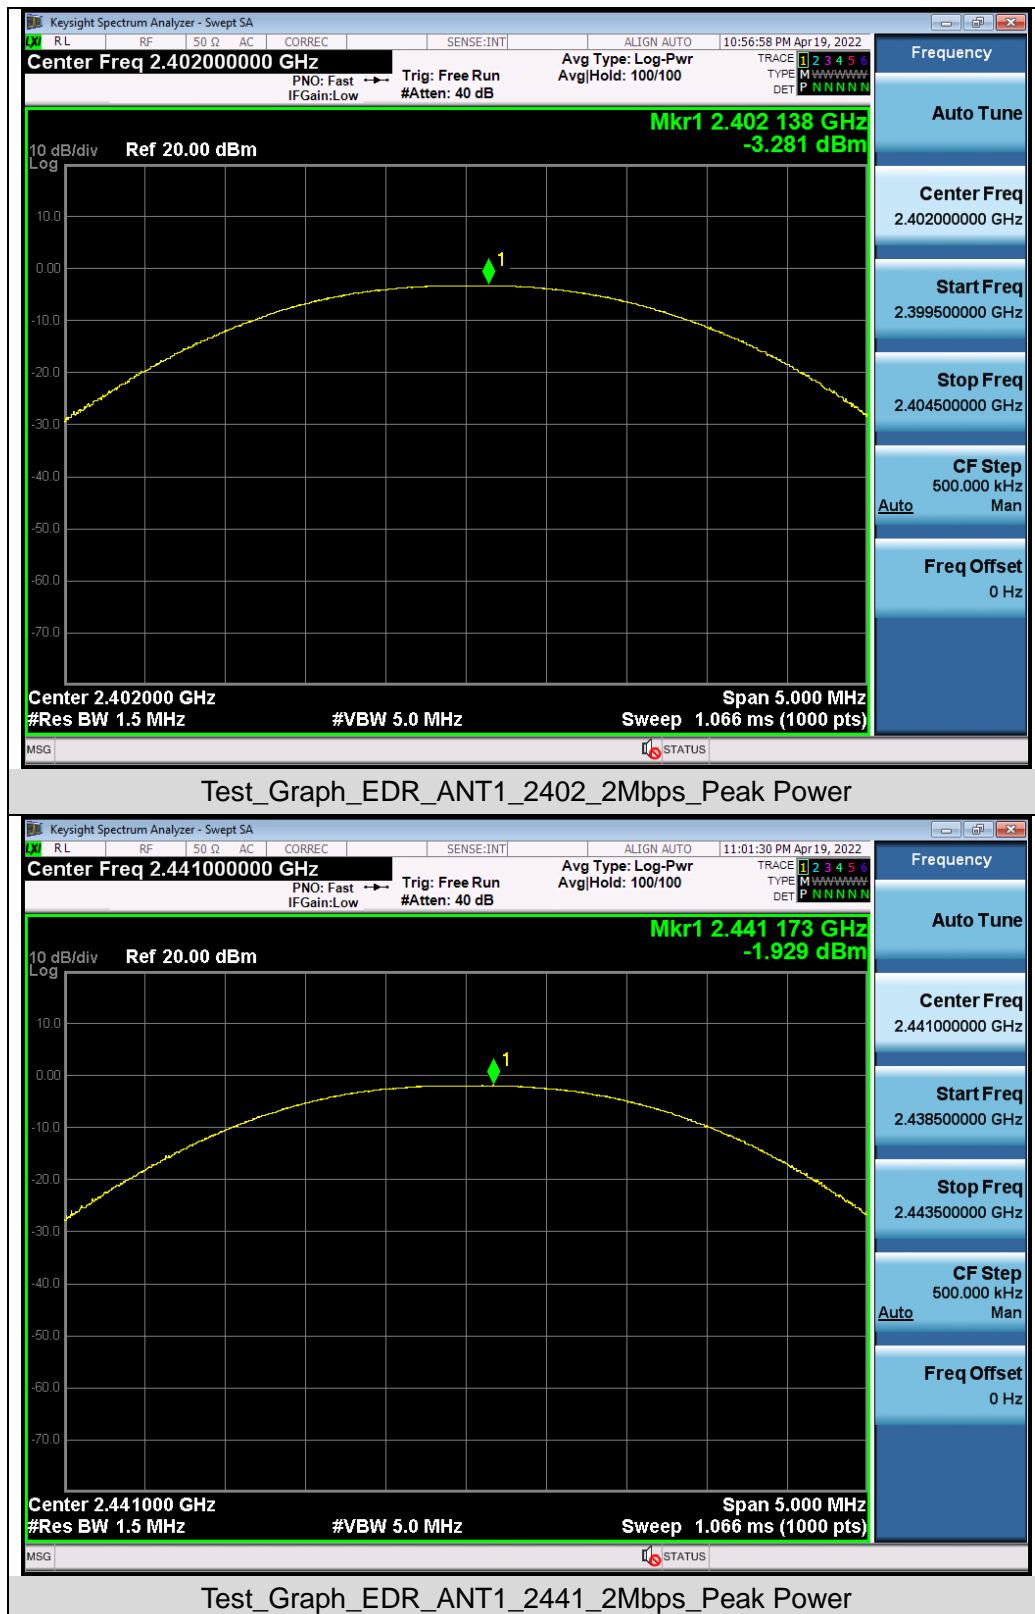 Keysight Spectrum Analyzer - Swept SA
LXI RL RF 50 Ω AC CORREC SENSE:INT ALIGN AUTO 10:56:58 PM Apr 19, 2022
Center Freq 2.402000000 GHz
PNO: Fast
IFGain:Low
Trig: Free Run
#Atten: 40 dB
Avg Type: Log-Pwr
Avg|Hold: 100/100
TRACE 1 2 3 4 5 6
TYPE M WWWWW
DET P N N N N N
Mkr1 2.402 138 GHz
-3.281 dBm
10 dB/div Ref 20.00 dBm
Log
10.0
0.00
1
-10.0
-20.0
-30.0
-40.0
-50.0
-60.0
-70.0
Center 2.402000 GHz Span 5.000 MHz
#Res BW 1.5 MHz #VBW 5.0 MHz Sweep 1.066 ms (1000 pts)
MSG STATUS
Frequency
Auto Tune
Center Freq
2.402000000 GHz
Start Freq
2.399500000 GHz
Stop Freq
2.404500000 GHz
CF Step
500.000 kHz
Auto Man
Freq Offset
0 Hz
Test_Graph_EDR_ANT1_2402_2Mbps_Peak Power
Keysight Spectrum Analyzer - Swept SA
LXI RL RF 50 Ω AC CORREC SENSE:INT ALIGN AUTO 11:01:30 PM Apr 19, 2022
Center Freq 2.441000000 GHz
PNO: Fast
IFGain:Low
Trig: Free Run
#Atten: 40 dB
Avg Type: Log-Pwr
Avg|Hold: 100/100
TRACE 1 2 3 4 5 6
TYPE M WWWWW
DET P N N N N N
Mkr1 2.441 173 GHz
-1.929 dBm
10 dB/div Ref 20.00 dBm
Log
10.0
0.00
1
-10.0
-20.0
-30.0
-40.0
-50.0
-60.0
-70.0
Center 2.441000 GHz Span 5.000 MHz
#Res BW 1.5 MHz #VBW 5.0 MHz Sweep 1.066 ms (1000 pts)
MSG STATUS
Frequency
Auto Tune
Center Freq
2.441000000 GHz
Start Freq
2.438500000 GHz
Stop Freq
2.443500000 GHz
CF Step
500.000 kHz
Auto Man
Freq Offset
0 Hz
Test_Graph_EDR_ANT1_2441_2Mbps_Peak Power